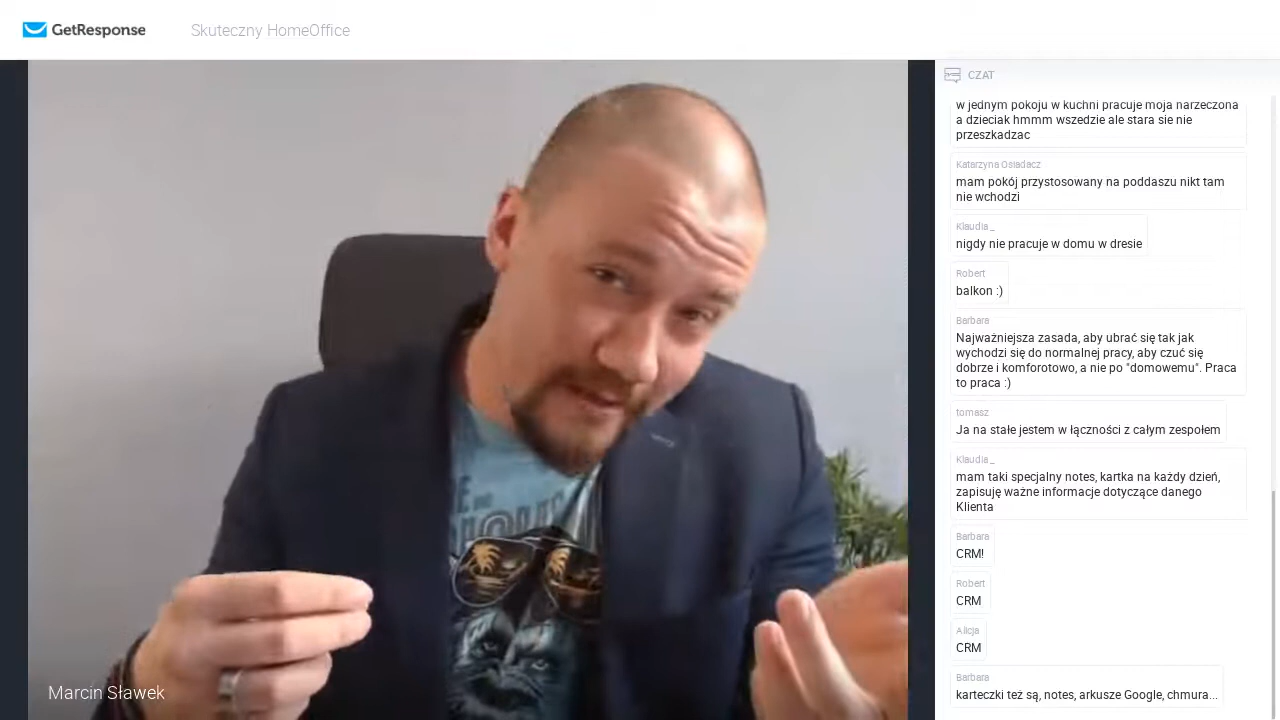 GetResponse
Skuteczny HomeOffice
CZAT
w jednym pokoju w kuchni pracuje moja narzeczona
a dzieciak hmmm wszedzie ale stara sie nie
przeszkadzac
Katarzyna Osiadacz
mam pokój przystosowany na poddaszu nikt tam
nie wchodzi
Klaudia _
nigdy nie pracuje w domu w dresie
Robert
balkon :)
Barbara
Najważniejsza zasada, aby ubrać się tak jak
wychodzi się do normalnej pracy, aby czuć się
dobrze i komforotowo, a nie po "domowemu". Praca
to praca :)
tomasz
Ja na stałe jestem w łączności z całym zespołem
Klaudia _
mam taki specjalny notes, kartka na każdy dzień,
zapisuję ważne informacje dotyczące danego
Klienta
Barbara
CRM!
Robert
CRM
Alicja
CRM
Barbara
karteczki też są, notes, arkusze Google, chmura...
Marcin Sławek